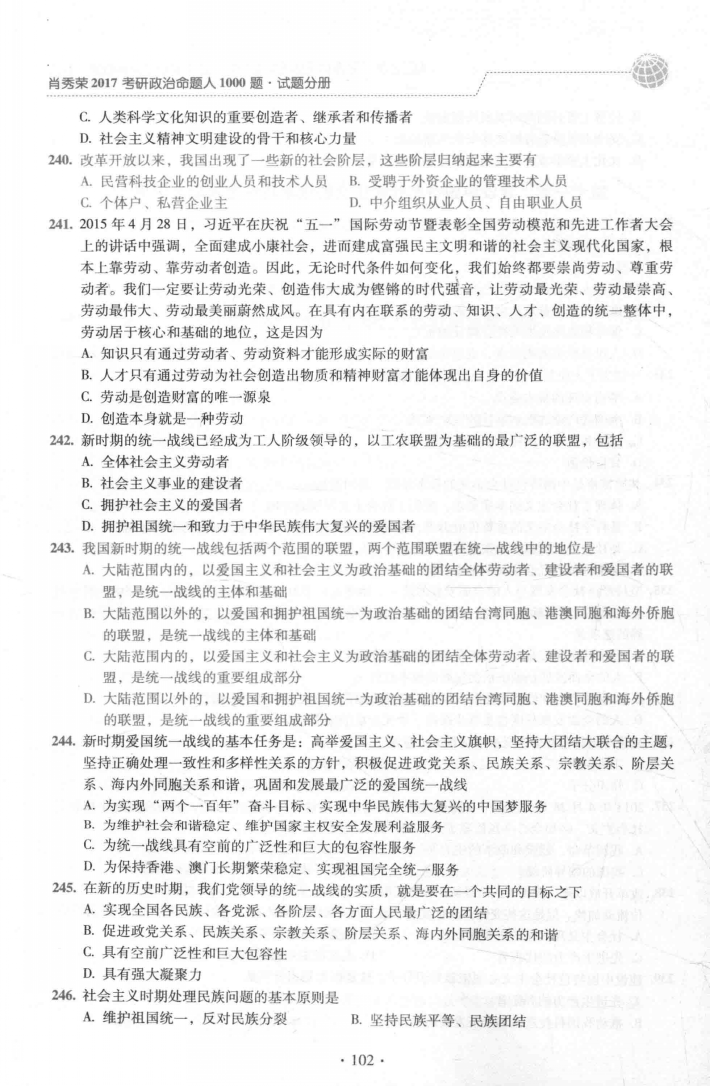 肖秀荣2017考研政治命题人1000题·试题分册
C. 人类科学文化知识的重要创造者、继承者和传播者
D. 社会主义精神文明建设的骨干和核心力量
240. 改革开放以来，我国出现了一些新的社会阶层，这些阶层归纳起来主要有
A. 民营科技企业的创业人员和技术人员 B. 受聘于外资企业的管理技术人员
C. 个体户、私营企业主 D. 中介组织从业人员、自由职业人员
241. 2015年4月28日，习近平在庆祝“五一”国际劳动节暨表彰全国劳动模范和先进工作者大会
上的讲话中强调，全面建成小康社会，进而建成富强民主文明和谐的社会主义现代化国家，根
本上靠劳动、靠劳动者创造。因此，无论时代条件如何变化，我们始终都要崇尚劳动、尊重劳
动者。我们一定要让劳动光荣、创造伟大成为铿锵的时代强音，让劳动最光荣、劳动最崇高、
劳动最伟大、劳动最美丽蔚然成风。在具有内在联系的劳动、知识、人才、创造的统一整体中，
劳动居于核心和基础的地位，这是因为
A. 知识只有通过劳动者、劳动资料才能形成实际的财富
B. 人才只有通过劳动为社会创造出物质和精神财富才能体现出自身的价值
C. 劳动是创造财富的唯一源泉
D. 创造本身就是一种劳动
242. 新时期的统一战线已经成为工人阶级领导的，以工农联盟为基础的最广泛的联盟，包括
A. 全体社会主义劳动者
B. 社会主义事业的建设者
C. 拥护社会主义的爱国者
D. 拥护祖国统一和致力于中华民族伟大复兴的爱国者
243. 我国新时期的统一战线包括两个范围的联盟，两个范围联盟在统一战线中的地位是
A. 大陆范围内的，以爱国主义和社会主义为政治基础的团结全体劳动者、建设者和爱国者的联
盟，是统一战线的主体和基础
B. 大陆范围以外的，以爱国和拥护祖国统一为政治基础的团结台湾同胞、港澳同胞和海外侨胞
的联盟，是统一战线的主体和基础
C. 大陆范围内的，以爱国主义和社会主义为政治基础的团结全体劳动者、建设者和爱国者的联
盟，是统一战线的重要组成部分
D. 大陆范围以外的，以爱国和拥护祖国统一为政治基础的团结台湾同胞、港澳同胞和海外侨胞
的联盟，是统一战线的重要组成部分
244. 新时期爱国统一战线的基本任务是：高举爱国主义、社会主义旗帜，坚持大团结大联合的主题，
坚持正确处理一致性和多样性关系的方针，积极促进政党关系、民族关系、宗教关系、阶层关
系、海内外同胞关系和谐，巩固和发展最广泛的爱国统一战线
A. 为实现“两个一百年”奋斗目标、实现中华民族伟大复兴的中国梦服务
B. 为维护社会和谐稳定、维护国家主权安全发展利益服务
C. 为统一战线具有空前的广泛性和巨大的包容性服务
D. 为保持香港、澳门长期繁荣稳定、实现祖国完全统一服务
245. 在新的历史时期，我们党领导的统一战线的实质，就是要在一个共同的目标之下
A. 实现全国各民族、各党派、各阶层、各方面人民最广泛的团结
B. 促进政党关系、民族关系、宗教关系、阶层关系、海内外同胞关系的和谐
C. 具有空前广泛性和巨大包容性
D. 具有强大凝聚力
246. 社会主义时期处理民族问题的基本原则是
A. 维护祖国统一，反对民族分裂 B. 坚持民族平等、民族团结
· 102 ·